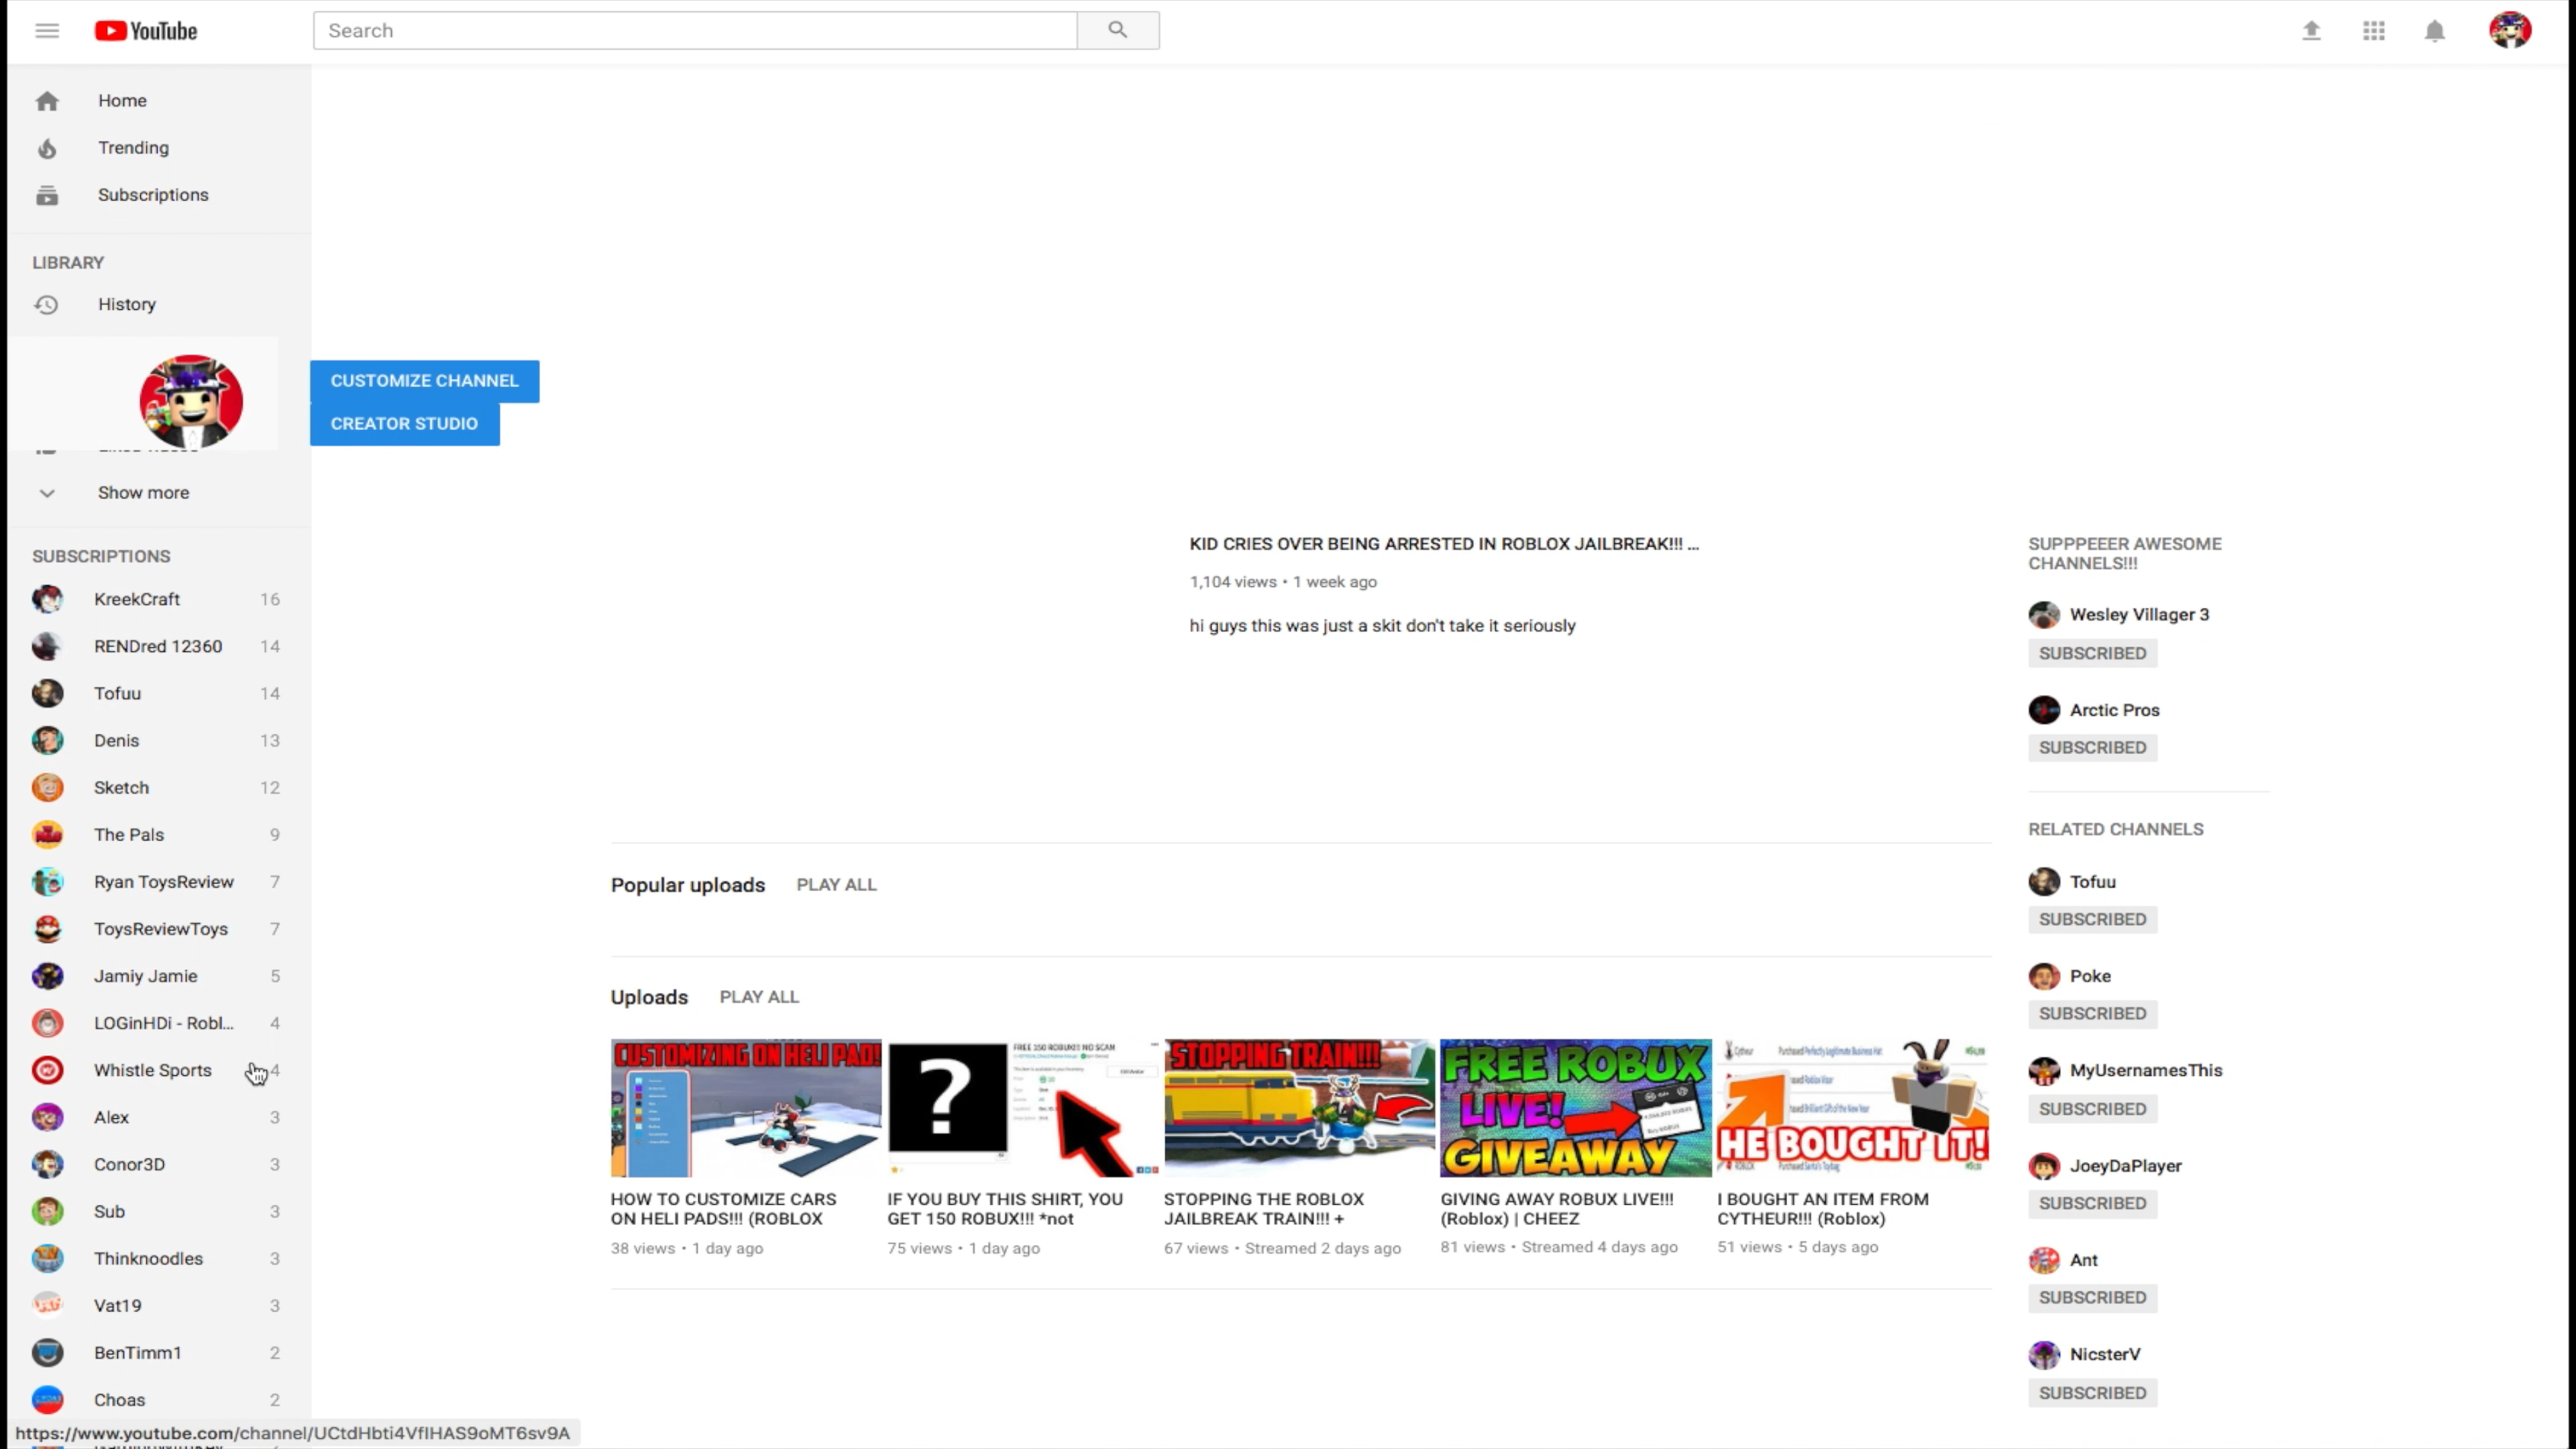 YouTube
Search
Home
Trending
Subscriptions
LIBRARY
History
CUSTOMIZE CHANNEL
CREATOR STUDIO
Show more
SUBSCRIPTIONS
KreekCraft 16
RENDred 12360 14
Tofuu 14
Denis 13
Sketch 12
The Pals 9
Ryan ToysReview 7
ToysReviewToys 7
Jamiy Jamie 5
LOGinHDi - Robl... 4
Whistle Sports 4
Alex 3
Conor3D 3
Sub 3
Thinknoodles 3
Vat19 3
BenTimm1 2
Choas 2
https://www.youtube.com/channel/UCtdHbti4VflHAS9oMT6sv9A
KID CRIES OVER BEING ARRESTED IN ROBLOX JAILBREAK!!! ...
1,104 views • 1 week ago
hi guys this was just a skit don't take it seriously
Popular uploads PLAY ALL
Uploads PLAY ALL
CUSTOMIZING ON HELI PADS!
HOW TO CUSTOMIZE CARS
ON HELI PADS!!! (ROBLOX
38 views • 1 day ago
?
FREE 350 ROBUX!! NO SCAM
IF YOU BUY THIS SHIRT, YOU
GET 150 ROBUX!!! *not
75 views • 1 day ago
STOPPING TRAIN!!!
STOPPING THE ROBLOX
JAILBREAK TRAIN!!! +
67 views • Streamed 2 days ago
FREE ROBUX
LIVE!
GIVEAWAY
GIVING AWAY ROBUX LIVE!!!
(Roblox) | CHEEZ
81 views • Streamed 4 days ago
HE BOUGHT IT!
I BOUGHT AN ITEM FROM
CYTHEUR!!! (Roblox)
51 views • 5 days ago
SUPPPEEER AWESOME
CHANNELS!!!
Wesley Villager 3
SUBSCRIBED
Arctic Pros
SUBSCRIBED
RELATED CHANNELS
Tofuu
SUBSCRIBED
Poke
SUBSCRIBED
MyUsernamesThis
SUBSCRIBED
JoeyDaPlayer
SUBSCRIBED
Ant
SUBSCRIBED
NicsterV
SUBSCRIBED